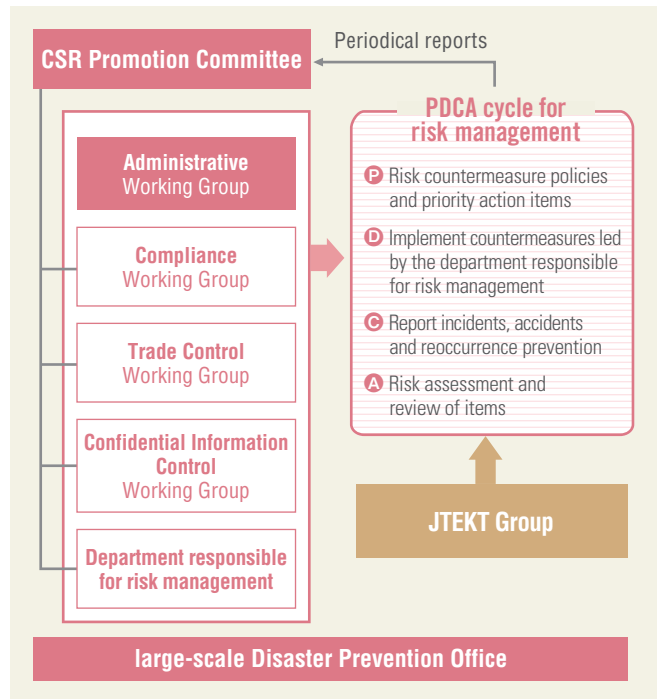 Periodical reports
CSR Promotion Committee
Administrative
Working Group
Compliance
Working Group
Trade Control
Working Group
Confidential Information
Control
Working Group
Department responsible
for risk management
PDCA cycle for
risk management
P Risk countermeasure policies
and priority action items
D Implement countermeasures led
by the department responsible
for risk management
C Report incidents, accidents
and reoccurrence prevention
A Risk assessment and
review of items
JTEKT Group
large-scale Disaster Prevention Office